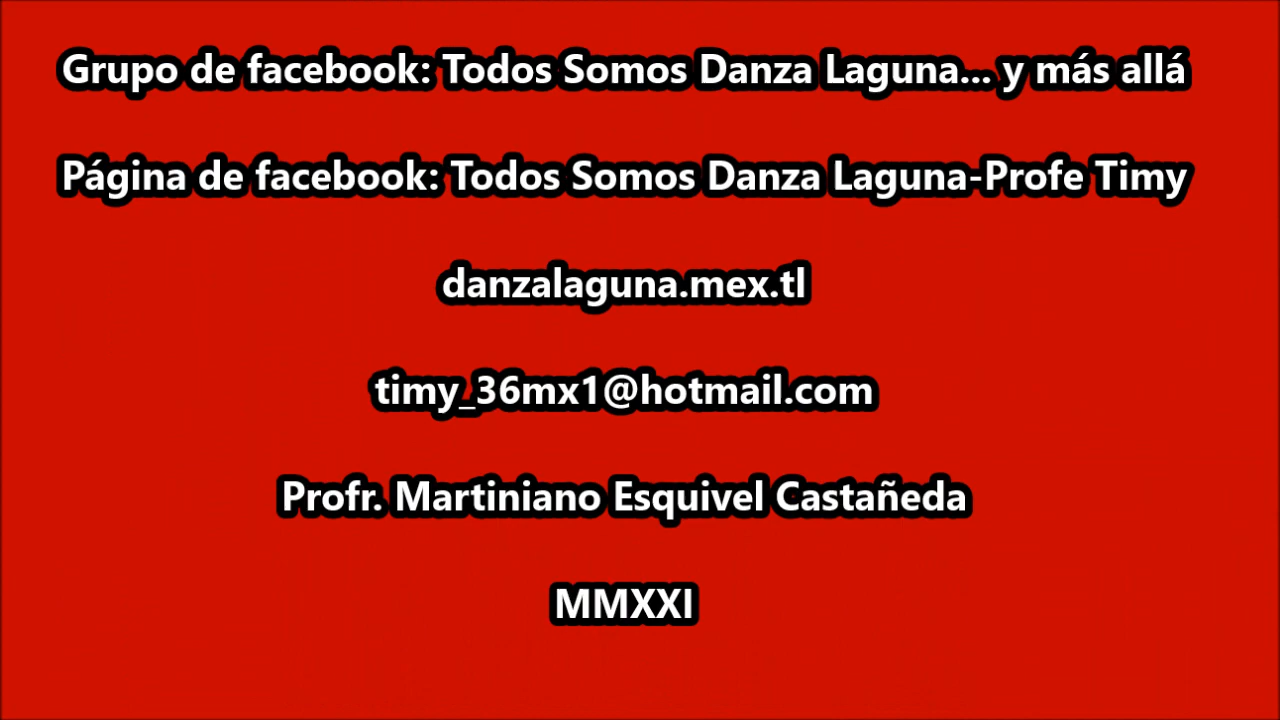 Grupo de facebook: Todos Somos Danza Laguna... y más allá
Página de facebook: Todos Somos Danza Laguna-Profe Timy
danzalaguna.mex.tl
timy_36mx1@hotmail.com
Profr. Martiniano Esquivel Castañeda
MMXXI